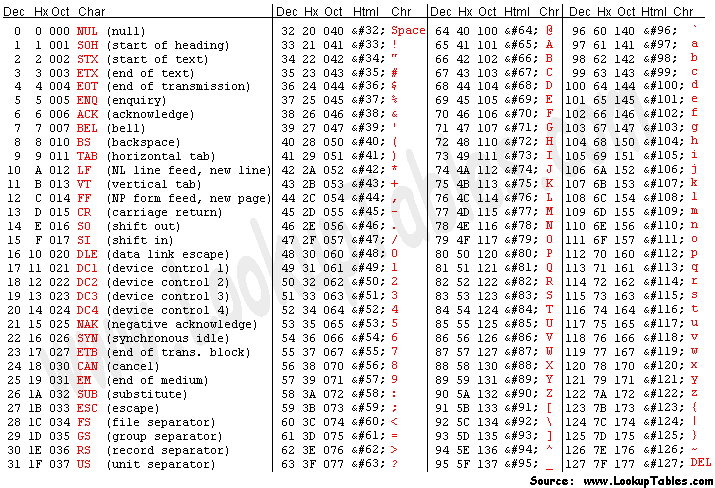 Dec Hx Oct Char Dec Hx Oct Html Chr Dec Hx Oct Html Chr Dec Hx Oct Html Chr
0 0 000 NUL (null) 32 20 040 &#32; Space 64 40 100 &#64; @ 96 60 140 &#96; `
1 1 001 SOH (start of heading) 33 21 041 &#33; ! 65 41 101 &#65; A 97 61 141 &#97; a
2 2 002 STX (start of text) 34 22 042 &#34; " 66 42 102 &#66; B 98 62 142 &#98; b
3 3 003 ETX (end of text) 35 23 043 &#35; # 67 43 103 &#67; C 99 63 143 &#99; c
4 4 004 EOT (end of transmission) 36 24 044 &#36; $ 68 44 104 &#68; D 100 64 144 &#100; d
5 5 005 ENQ (enquiry) 37 25 045 &#37; % 69 45 105 &#69; E 101 65 145 &#101; e
6 6 006 ACK (acknowledge) 38 26 046 &#38; & 70 46 106 &#70; F 102 66 146 &#102; f
7 7 007 BEL (bell) 39 27 047 &#39; ' 71 47 107 &#71; G 103 67 147 &#103; g
8 8 010 BS (backspace) 40 28 050 &#40; ( 72 48 110 &#72; H 104 68 150 &#104; h
9 9 011 TAB (horizontal tab) 41 29 051 &#41; ) 73 49 111 &#73; I 105 69 151 &#105; i
10 A 012 LF (NL line feed, new line) 42 2A 052 &#42; * 74 4A 112 &#74; J 106 6A 152 &#106; j
11 B 013 VT (vertical tab) 43 2B 053 &#43; + 75 4B 113 &#75; K 107 6B 153 &#107; k
12 C 014 FF (NP form feed, new page) 44 2C 054 &#44; , 76 4C 114 &#76; L 108 6C 154 &#108; l
13 D 015 CR (carriage return) 45 2D 055 &#45; - 77 4D 115 &#77; M 109 6D 155 &#109; m
14 E 016 SO (shift out) 46 2E 056 &#46; . 78 4E 116 &#78; N 110 6E 156 &#110; n
15 F 017 SI (shift in) 47 2F 057 &#47; / 79 4F 117 &#79; O 111 6F 157 &#111; o
16 10 020 DLE (data link escape) 48 30 060 &#48; 0 80 50 120 &#80; P 112 70 160 &#112; p
17 11 021 DC1 (device control 1) 49 31 061 &#49; 1 81 51 121 &#81; Q 113 71 161 &#113; q
18 12 022 DC2 (device control 2) 50 32 062 &#50; 2 82 52 122 &#82; R 114 72 162 &#114; r
19 13 023 DC3 (device control 3) 51 33 063 &#51; 3 83 53 123 &#83; S 115 73 163 &#115; s
20 14 024 DC4 (device control 4) 52 34 064 &#52; 4 84 54 124 &#84; T 116 74 164 &#116; t
21 15 025 NAK (negative acknowledge) 53 35 065 &#53; 5 85 55 125 &#85; U 117 75 165 &#117; u
22 16 026 SYN (synchronous idle) 54 36 066 &#54; 6 86 56 126 &#86; V 118 76 166 &#118; v
23 17 027 ETB (end of trans. block) 55 37 067 &#55; 7 87 57 127 &#87; W 119 77 167 &#119; w
24 18 030 CAN (cancel) 56 38 070 &#56; 8 88 58 130 &#88; X 120 78 170 &#120; x
25 19 031 EM (end of medium) 57 39 071 &#57; 9 89 59 131 &#89; Y 121 79 171 &#121; y
26 1A 032 SUB (substitute) 58 3A 072 &#58; : 90 5A 132 &#90; Z 122 7A 172 &#122; z
27 1B 033 ESC (escape) 59 3B 073 &#59; ; 91 5B 133 &#91; [ 123 7B 173 &#123; {
28 1C 034 FS (file separator) 60 3C 074 &#60; < 92 5C 134 &#92; \ 124 7C 174 &#124; |
29 1D 035 GS (group separator) 61 3D 075 &#61; = 93 5D 135 &#93; ] 125 7D 175 &#125; }
30 1E 036 RS (record separator) 62 3E 076 &#62; > 94 5E 136 &#94; ^ 126 7E 176 &#126; ~
31 1F 037 US (unit separator) 63 3F 077 &#63; ? 95 5F 137 &#95; _ 127 7F 177 &#127; DEL
Source: www.LookupTables.com
www.LookupTables.com